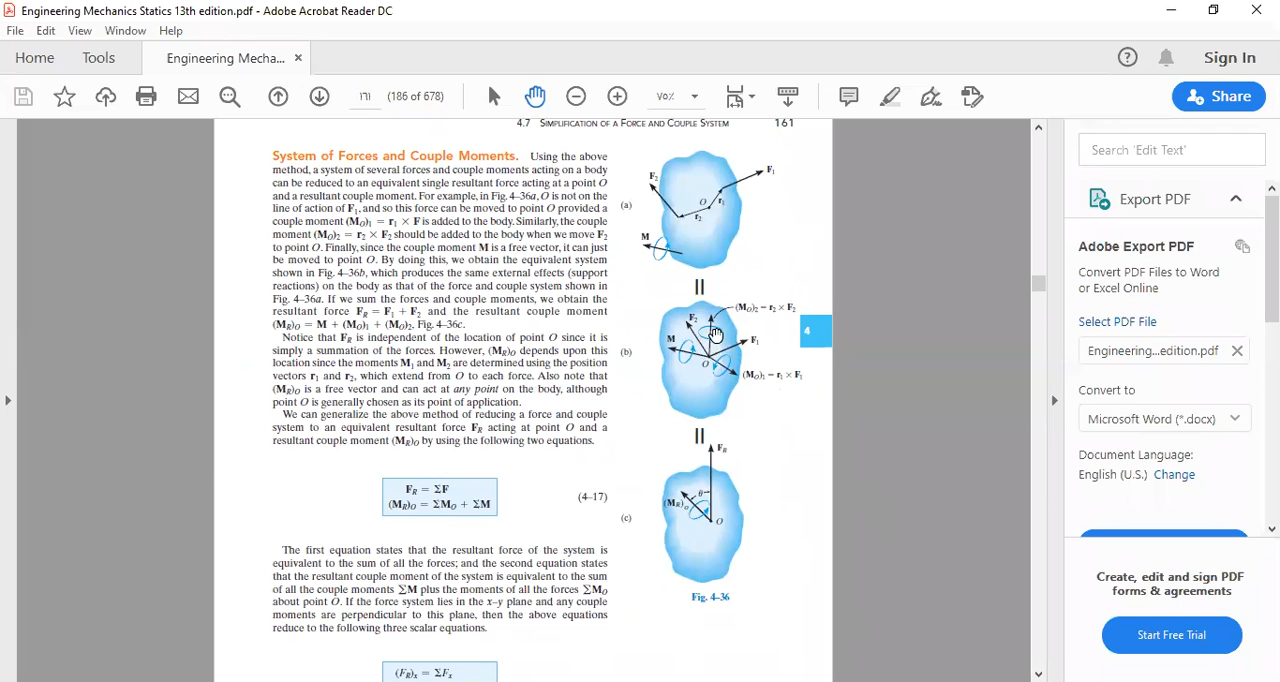 Engineering Mechanics Statics 13th edition.pdf - Adobe Acrobat Reader DC
File Edit View Window Help
Home Tools Engineering Mecha... × Sign In
١٦١ (186 of 678) ٧٥٪ Share
4.7 SIMPLIFICATION OF A FORCE AND COUPLE SYSTEM 161
System of Forces and Couple Moments. Using the above
method, a system of several forces and couple moments acting on a body
can be reduced to an equivalent single resultant force acting at a point O
and a resultant couple moment. For example, in Fig. 4–36a, O is not on the
line of action of F₁, and so this force can be moved to point O provided a
couple moment (M_O)₁ = r₁ × F is added to the body. Similarly, the couple
moment (M_O)₂ = r₂ × F₂ should be added to the body when we move F₂
to point O. Finally, since the couple moment M is a free vector, it can just
be moved to point O. By doing this, we obtain the equivalent system
shown in Fig. 4–36b, which produces the same external effects (support
reactions) on the body as that of the force and couple system shown in
Fig. 4–36a. If we sum the forces and couple moments, we obtain the
resultant force F_R = F₁ + F₂ and the resultant couple moment
(M_R)_O = M + (M_O)₁ + (M_O)₂, Fig. 4–36c.
Notice that F_R is independent of the location of point O since it is
simply a summation of the forces. However, (M_R)_O depends upon this
location since the moments M₁ and M₂ are determined using the position
vectors r₁ and r₂, which extend from O to each force. Also note that
(M_R)_O is a free vector and can act at any point on the body, although
point O is generally chosen as its point of application.
We can generalize the above method of reducing a force and couple
system to an equivalent resultant force F_R acting at point O and a
resultant couple moment (M_R)_O by using the following two equations.
F_R = ΣF
(M_R)_O = ΣM_O + ΣM
(4–17)
The first equation states that the resultant force of the system is
equivalent to the sum of all the forces; and the second equation states
that the resultant couple moment of the system is equivalent to the sum
of all the couple moments ΣM plus the moments of all the forces ΣM_O
about point O. If the force system lies in the x–y plane and any couple
moments are perpendicular to this plane, then the above equations
reduce to the following three scalar equations.
(F_R)_x = ΣF_x
(a)
F₂ F₁
O r₁
r₂
M
=
(b)
(M_O)₂ = r₂ × F₂
F₂
M F₁
O
(M_O)₁ = r₁ × F₁
4
=
(c)
F_R
θ
(M_R)_O
O
Fig. 4–36
Search 'Edit Text'
Export PDF
Adobe Export PDF
Convert PDF Files to Word
or Excel Online
Select PDF File
Engineering...edition.pdf ×
Convert to
Microsoft Word (*.docx)
Document Language:
English (U.S.) Change
Create, edit and sign PDF
forms & agreements
Start Free Trial